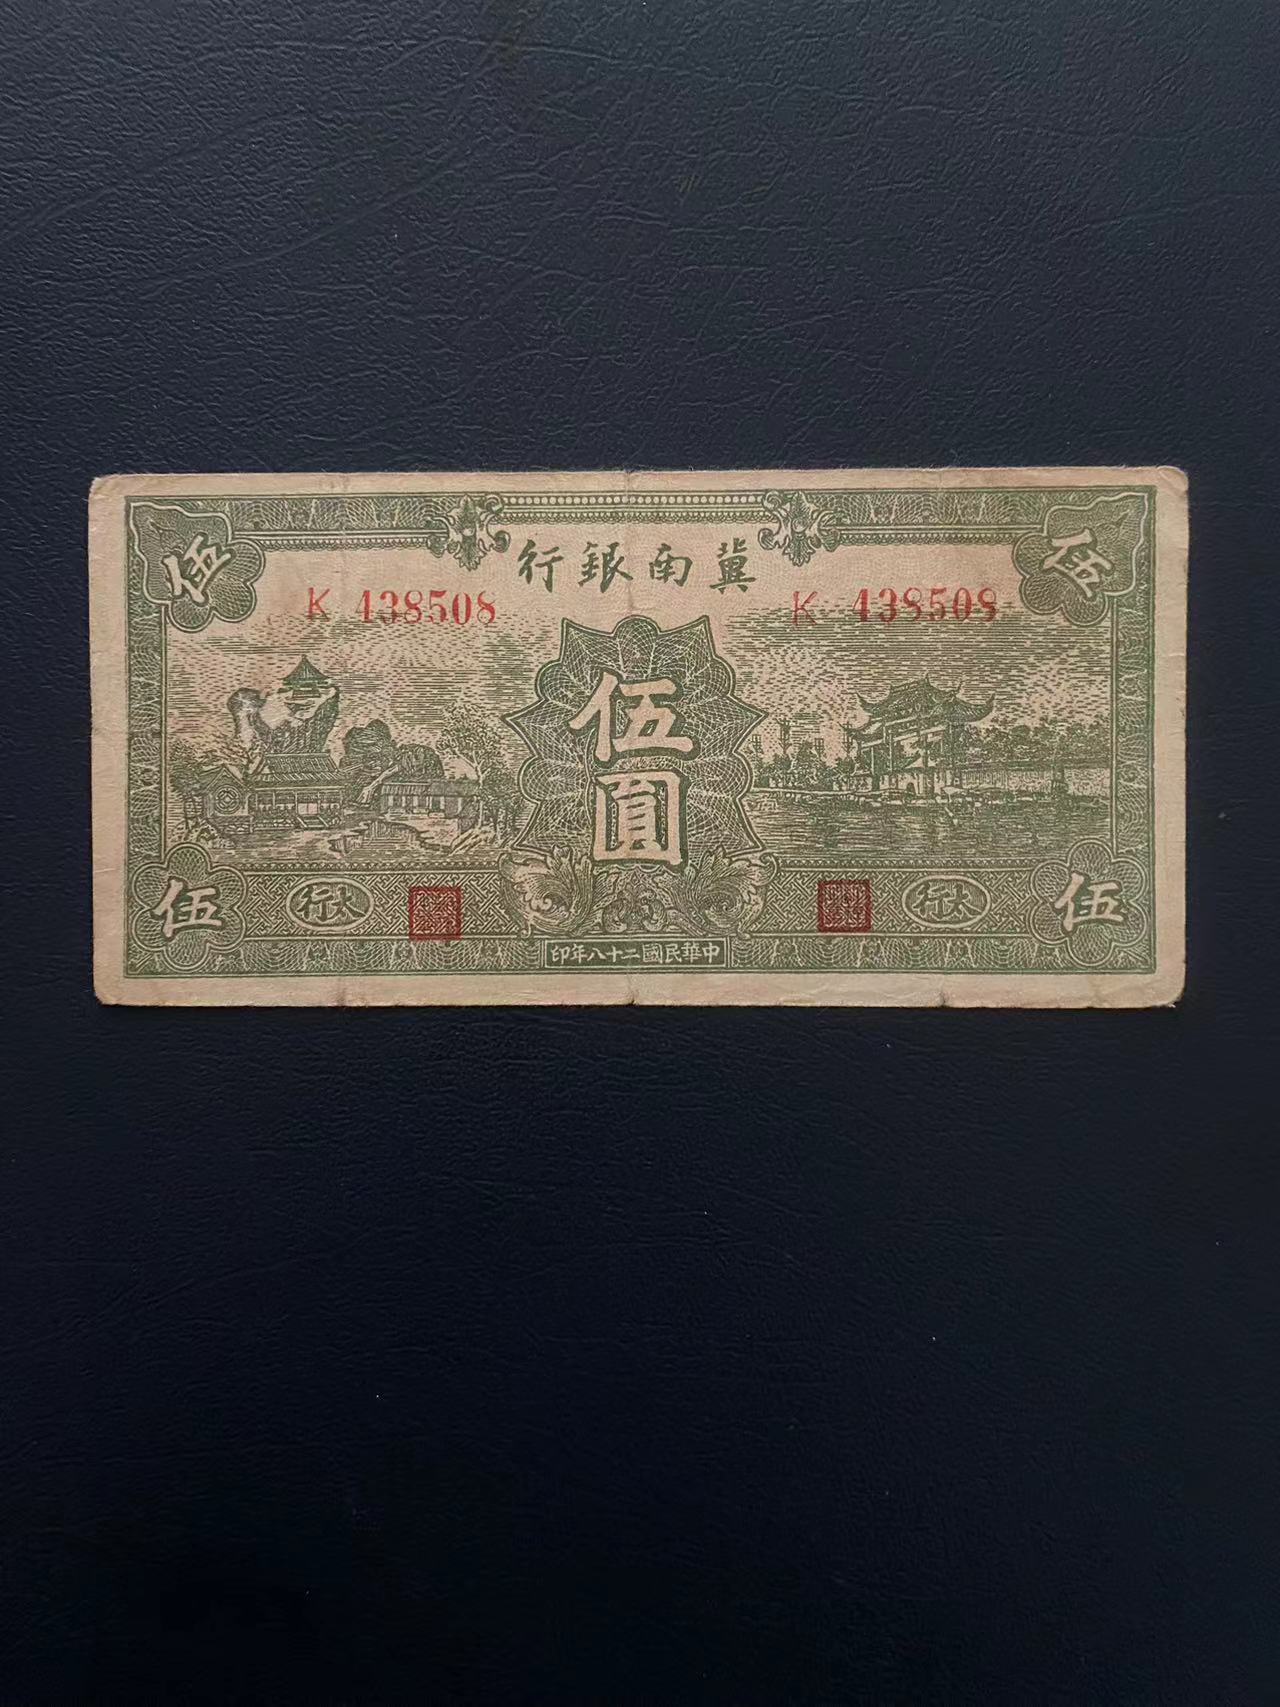 伍 伍
冀南銀行
K 438508 K 438508
伍圓
伍 太行 太行 伍
中華民國二十八年印